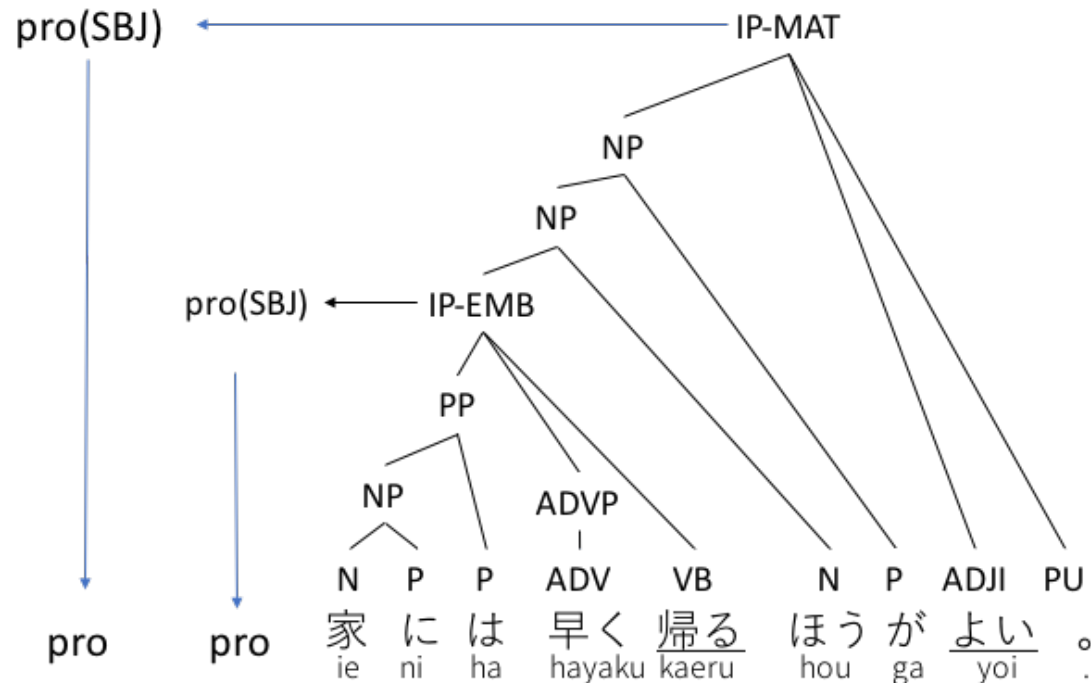 pro(SBJ) IP-MAT
NP
NP
pro(SBJ) IP-EMB
PP
NP ADVP
N P P ADV VB N P ADJI PU
pro pro 家 に は 早く 帰る ほう が よい 。
ie ni ha hayaku kaeru hou ga yoi .